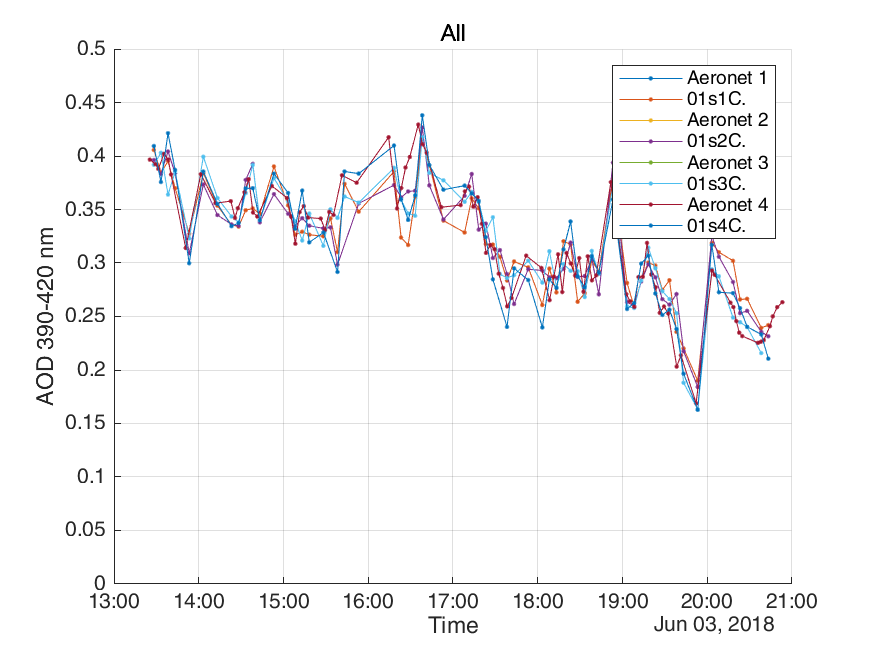 All
0.5
0.45
0.4
0.35
0.3
0.25
0.2
0.15
0.1
0.05
0
AOD 390-420 nm
Aeronet 1
01s1C.
Aeronet 2
01s2C.
Aeronet 3
01s3C.
Aeronet 4
01s4C.
13:00 14:00 15:00 16:00 17:00 18:00 19:00 20:00 21:00
Time
Jun 03, 2018